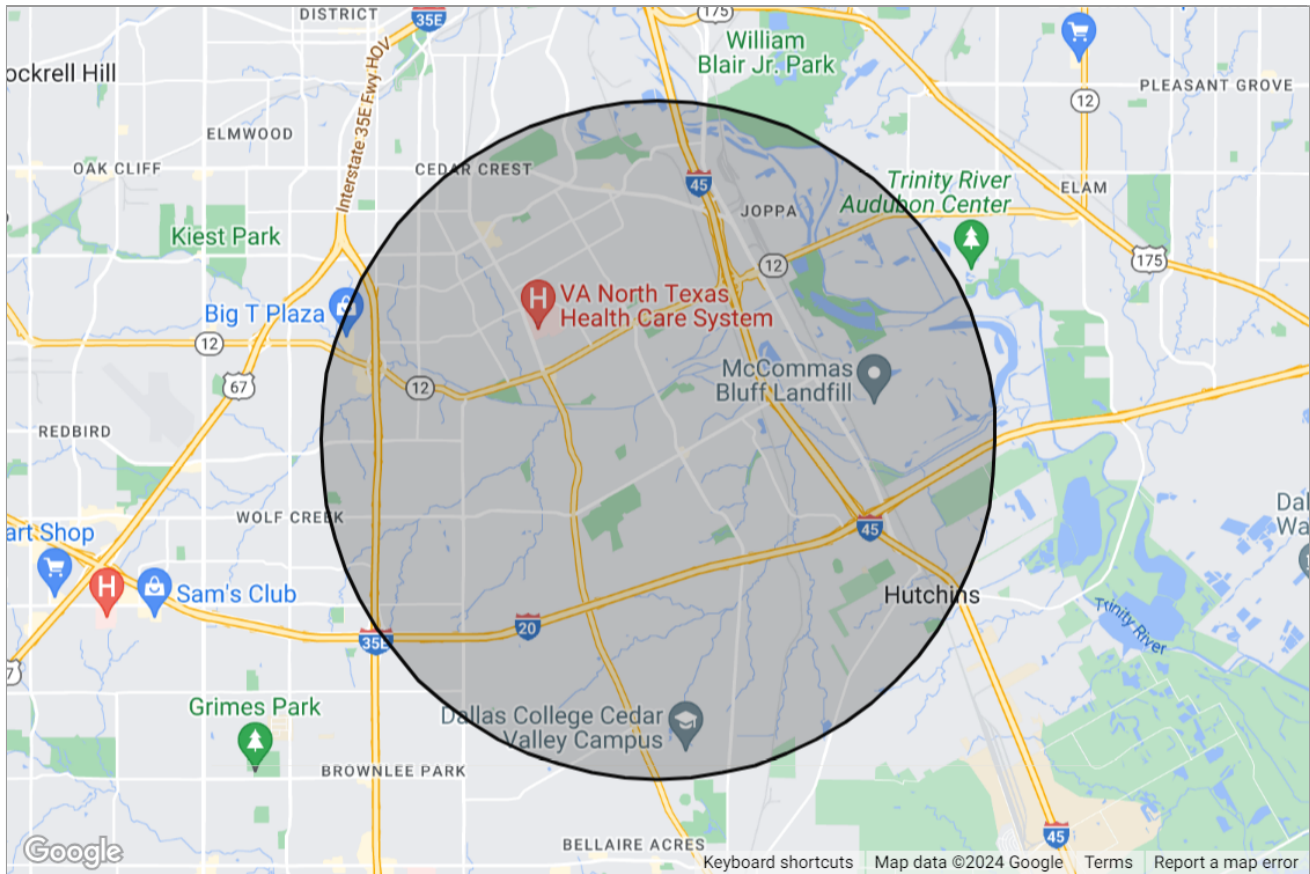 DISTRICT
35E
175
William
Blair Jr. Park
ockrell Hill
PLEASANT GROVE
12
Interstate 35E Fwy HOV
ELMWOOD
OAK CLIFF
CEDAR CREST
45
Trinity River
Audubon Center
ELAM
JOPPA
Kiest Park
12
175
VA North Texas
Health Care System
H
Big T Plaza
12
67
12
McCommas
Bluff Landfill
REDBIRD
WOLF CREEK
Dal
Wa
art Shop
45
H
Sam's Club
Hutchins
20
35E
Trinity River
7
Grimes Park
Dallas College Cedar
Valley Campus
BROWNLEE PARK
45
BELLAIRE ACRES
Google
Keyboard shortcuts
Map data ©2024 Google
Terms
Report a map error